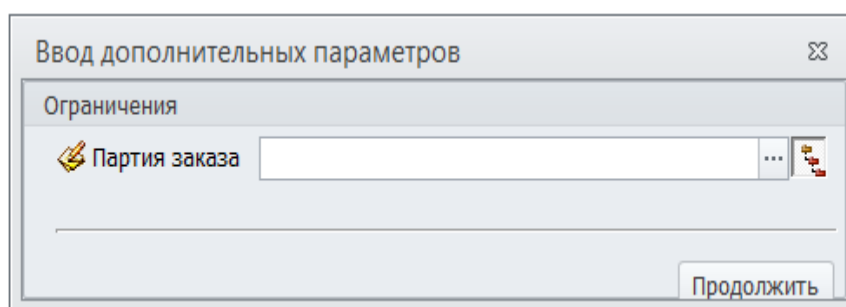 Ввод дополнительных параметров
Ограничения
Партия заказа
...
Продолжить